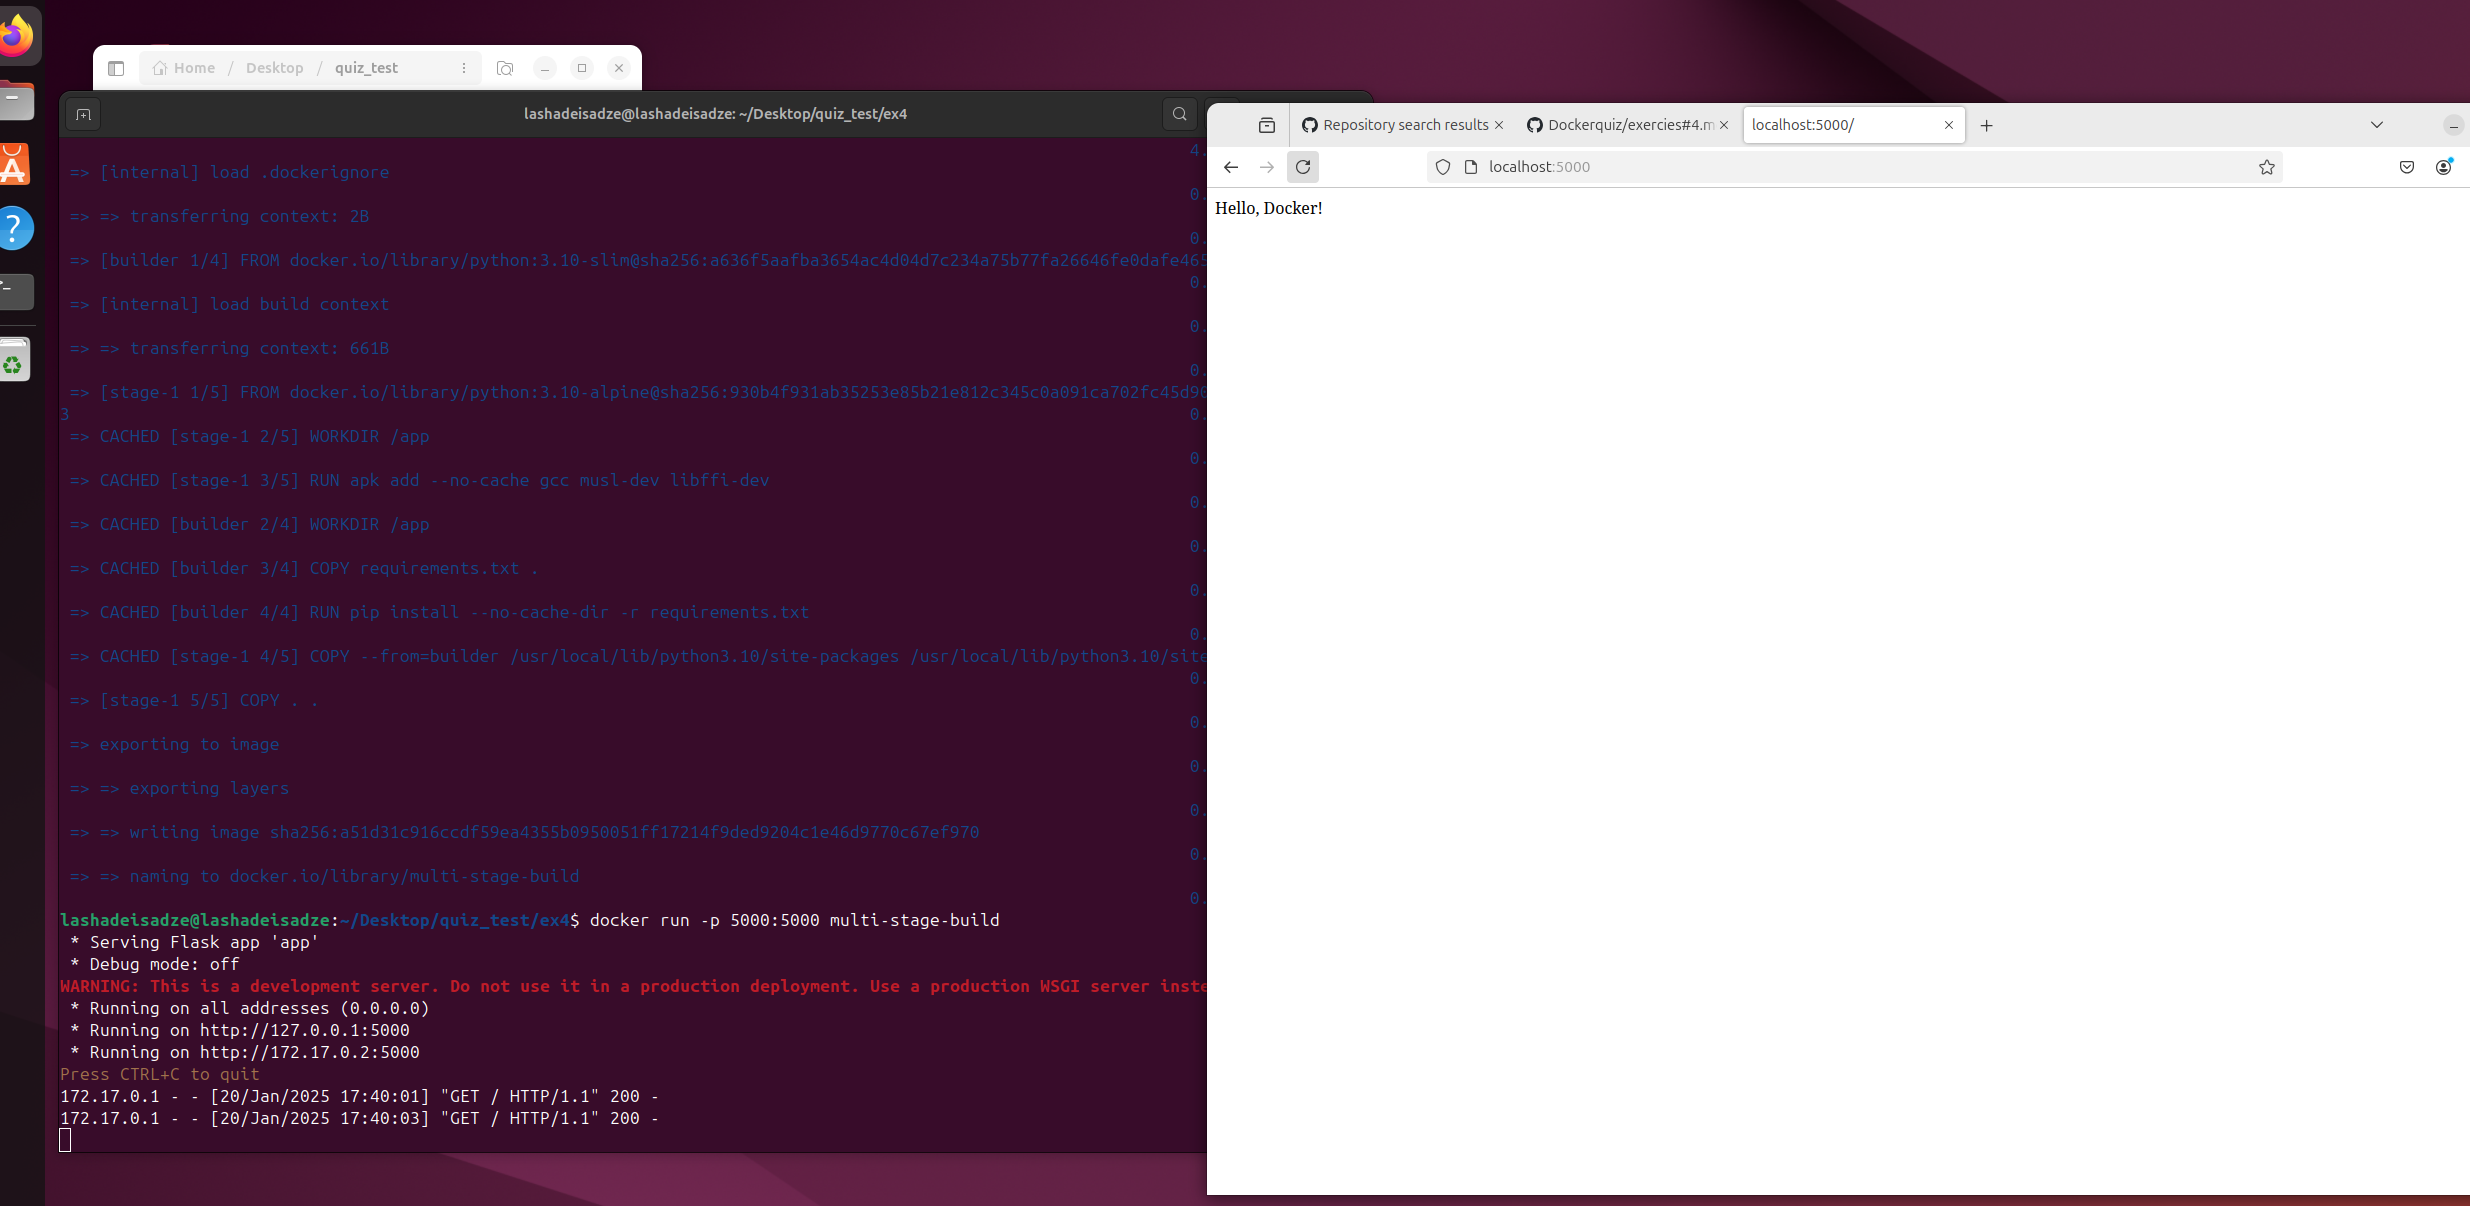 Home / Desktop / quiz_test
lashadeisadze@lashadeisadze: ~/Desktop/quiz_test/ex4
4.
=> [internal] load .dockerignore
0.
=> => transferring context: 2B
0.
=> [builder 1/4] FROM docker.io/library/python:3.10-slim@sha256:a636f5aafba3654ac4d04d7c234a75b77fa26646fe0dafe465
0.
=> [internal] load build context
0.
=> => transferring context: 661B
0.
=> [stage-1 1/5] FROM docker.io/library/python:3.10-alpine@sha256:930b4f931ab35253e85b21e812c345c0a091ca702fc45d90
3 0.
=> CACHED [stage-1 2/5] WORKDIR /app
0.
=> CACHED [stage-1 3/5] RUN apk add --no-cache gcc musl-dev libffi-dev
0.
=> CACHED [builder 2/4] WORKDIR /app
0.
=> CACHED [builder 3/4] COPY requirements.txt .
0.
=> CACHED [builder 4/4] RUN pip install --no-cache-dir -r requirements.txt
0.
=> CACHED [stage-1 4/5] COPY --from=builder /usr/local/lib/python3.10/site-packages /usr/local/lib/python3.10/site
0.
=> [stage-1 5/5] COPY . .
0.
=> exporting to image
0.
=> => exporting layers
0.
=> => writing image sha256:a51d31c916ccdf59ea4355b0950051ff17214f9ded9204c1e46d9770c67ef970
0.
=> => naming to docker.io/library/multi-stage-build
0.
lashadeisadze@lashadeisadze:~/Desktop/quiz_test/ex4$ docker run -p 5000:5000 multi-stage-build
* Serving Flask app 'app'
* Debug mode: off
WARNING: This is a development server. Do not use it in a production deployment. Use a production WSGI server inste
* Running on all addresses (0.0.0.0)
* Running on http://127.0.0.1:5000
* Running on http://172.17.0.2:5000
Press CTRL+C to quit
172.17.0.1 - - [20/Jan/2025 17:40:01] "GET / HTTP/1.1" 200 -
172.17.0.1 - - [20/Jan/2025 17:40:03] "GET / HTTP/1.1" 200 -
Repository search results
Dockerquiz/exercies#4.m
localhost:5000/
localhost:5000
Hello, Docker!